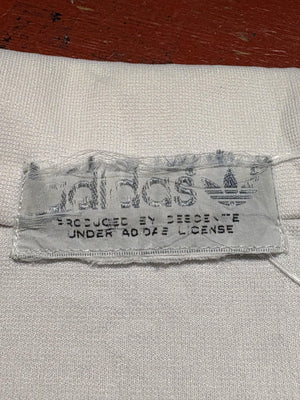 adidas
PRODUCED BY DESCENTE
UNDER ADIDAS LICENSE